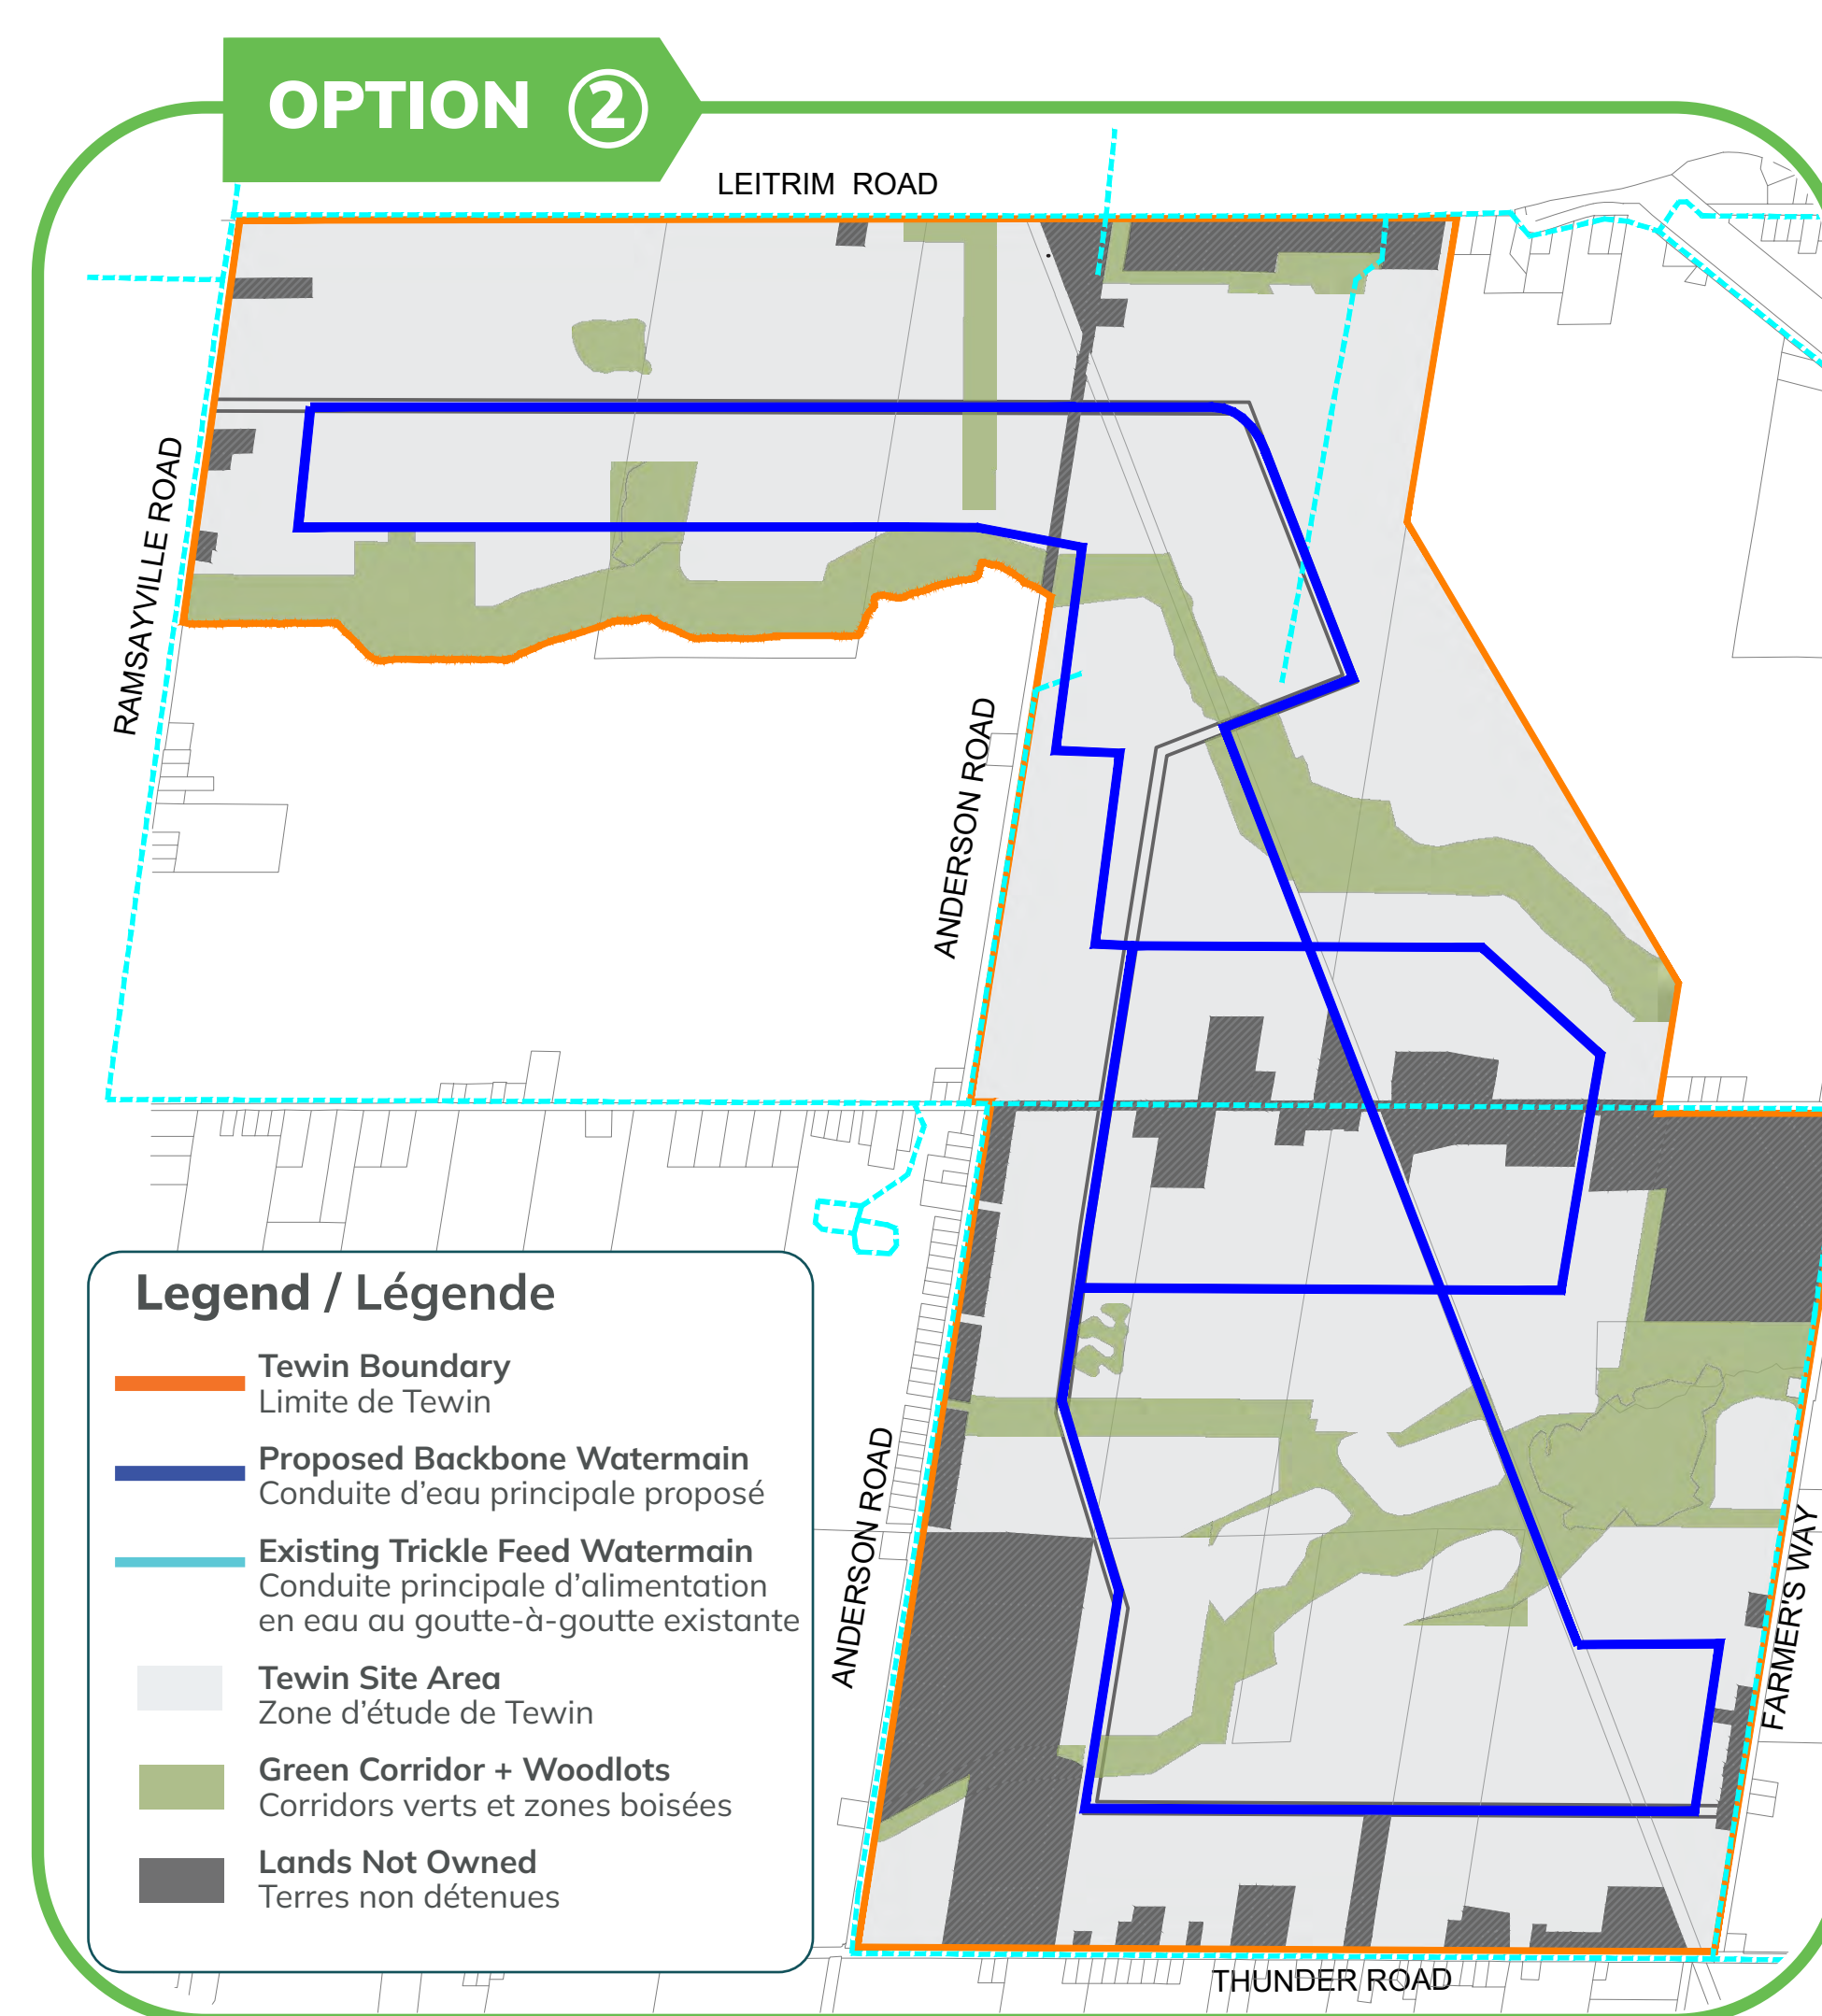 OPTION ②
LEITRIM ROAD
RAMSAYVILLE ROAD
ANDERSON ROAD
Legend / Légende
Tewin Boundary
Limite de Tewin
Proposed Backbone Watermain
Conduite d'eau principale proposé
Existing Trickle Feed Watermain
Conduite principale d'alimentation
en eau au goutte-à-goutte existante
Tewin Site Area
Zone d'étude de Tewin
Green Corridor + Woodlots
Corridors verts et zones boisées
Lands Not Owned
Terres non détenues
ANDERSON ROAD
FARMER'S WAY
THUNDER ROAD